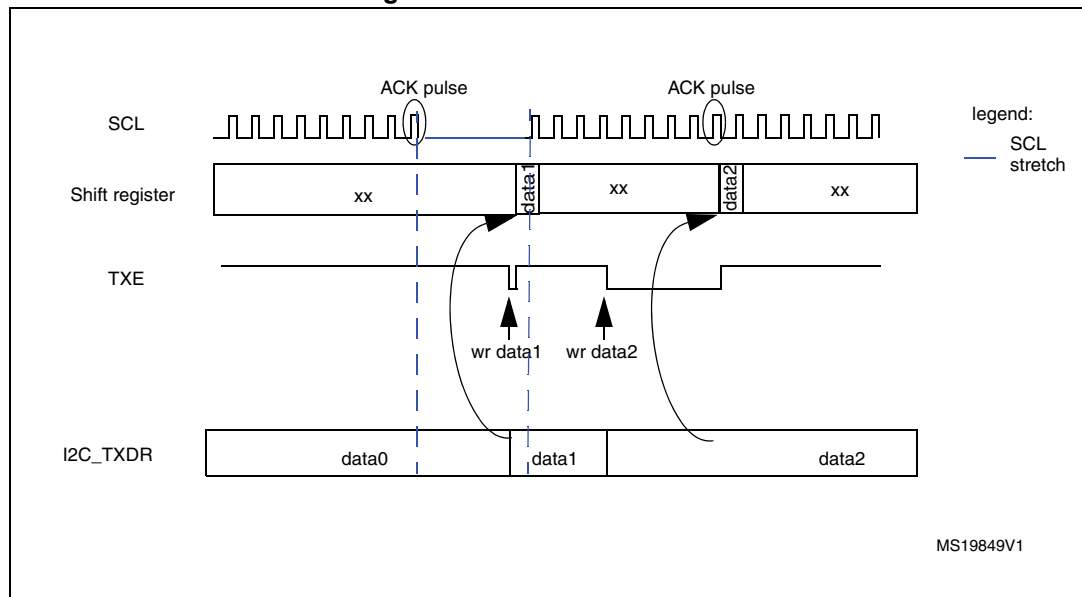 ACK pulse
ACK pulse
SCL
legend:
SCL
stretch
Shift register
xx
data1
xx
data2
xx
TXE
wr data1
wr data2
I2C_TXDR
data0
data1
data2
MS19849V1